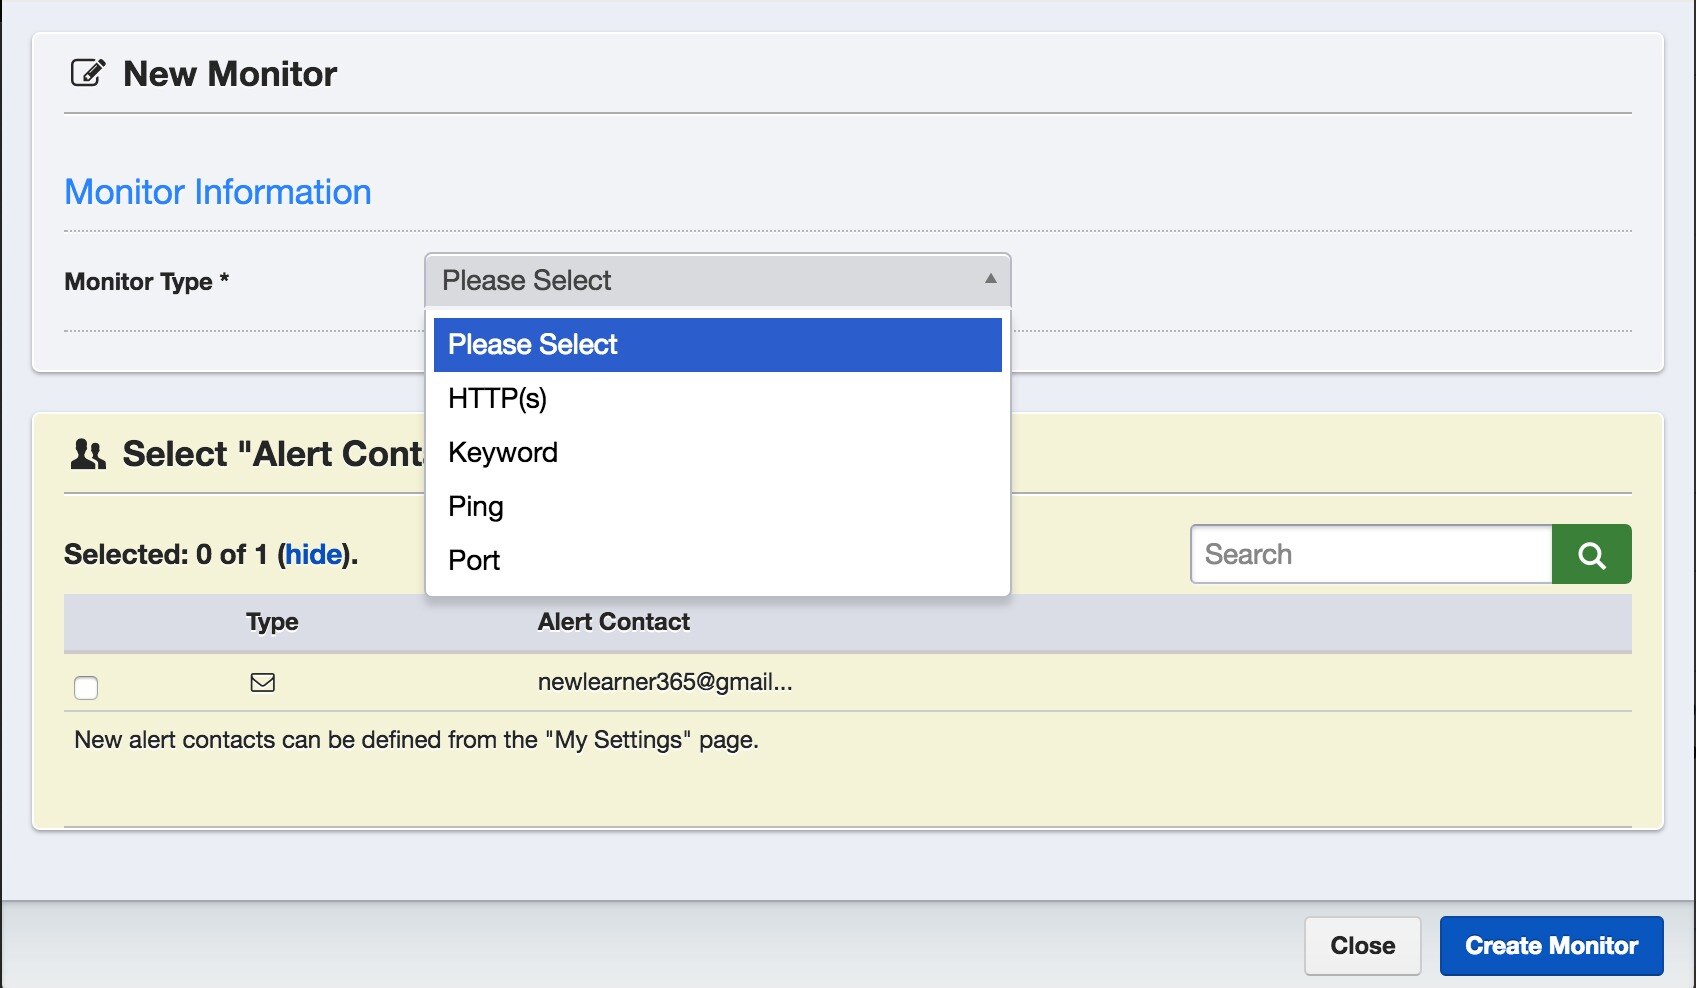 New Monitor
Monitor Information
Monitor Type *
Please Select
Please Select
HTTP(s)
Keyword
Ping
Port
Select "Alert
Selected: 0 of 1 (hide).
Search
Type Alert Contact
newlearner365@gmail...
New alert contacts can be defined from the "My Settings" page.
Close Create Monitor